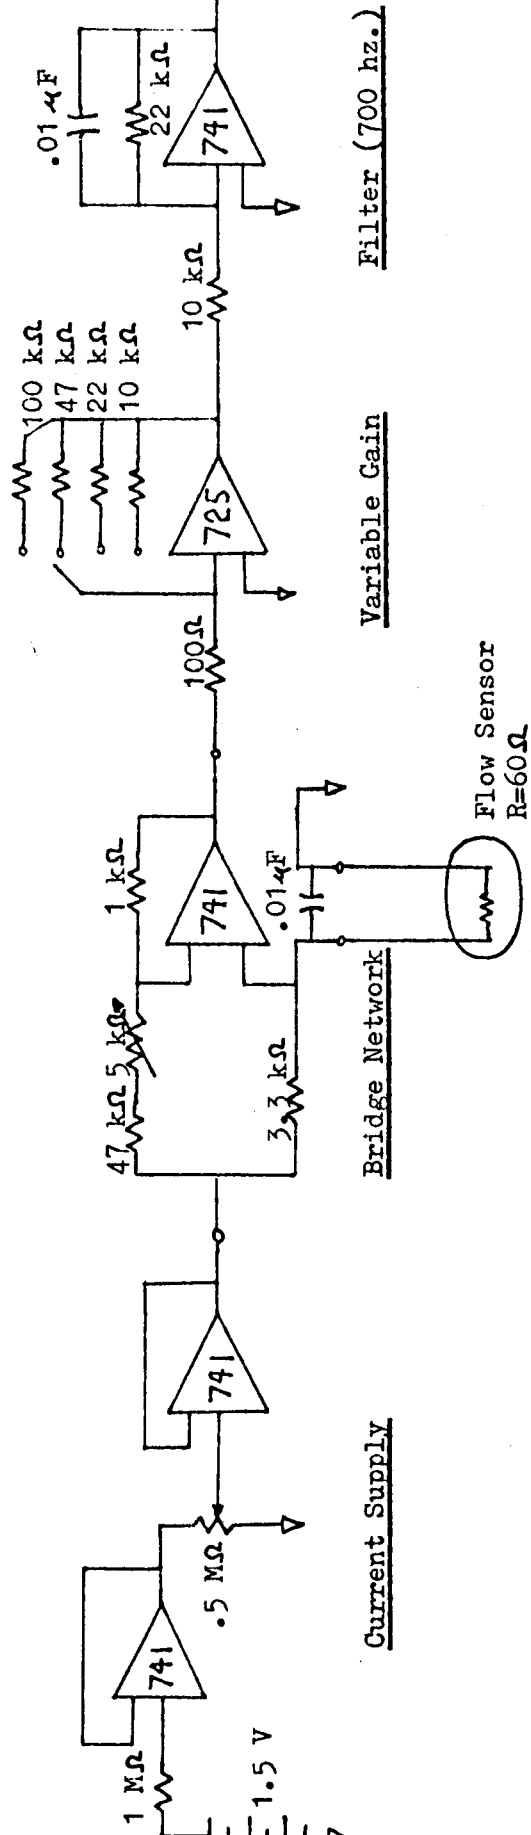 1 MΩ
1.5 V
741
.5 MΩ
741
Current Supply
47 kΩ
5 kΩ
1 kΩ
3.3 kΩ
741
.01 μF
Bridge Network
Flow Sensor
R=60Ω
100Ω
725
100 kΩ
47 kΩ
22 kΩ
10 kΩ
Variable Gain
10 kΩ
.01 μF
22 kΩ
741
Filter (700 hz.)